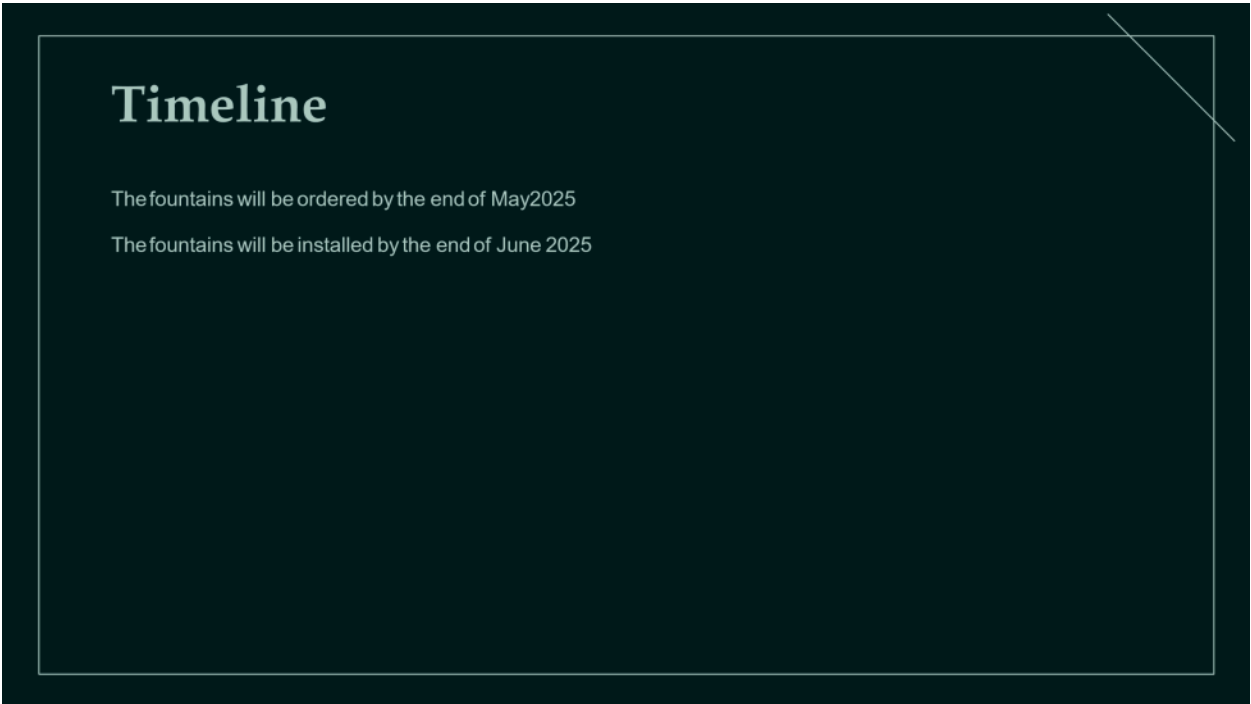 Timeline
The fountains will be ordered by the end of May2025
The fountains will be installed by the end of June 2025